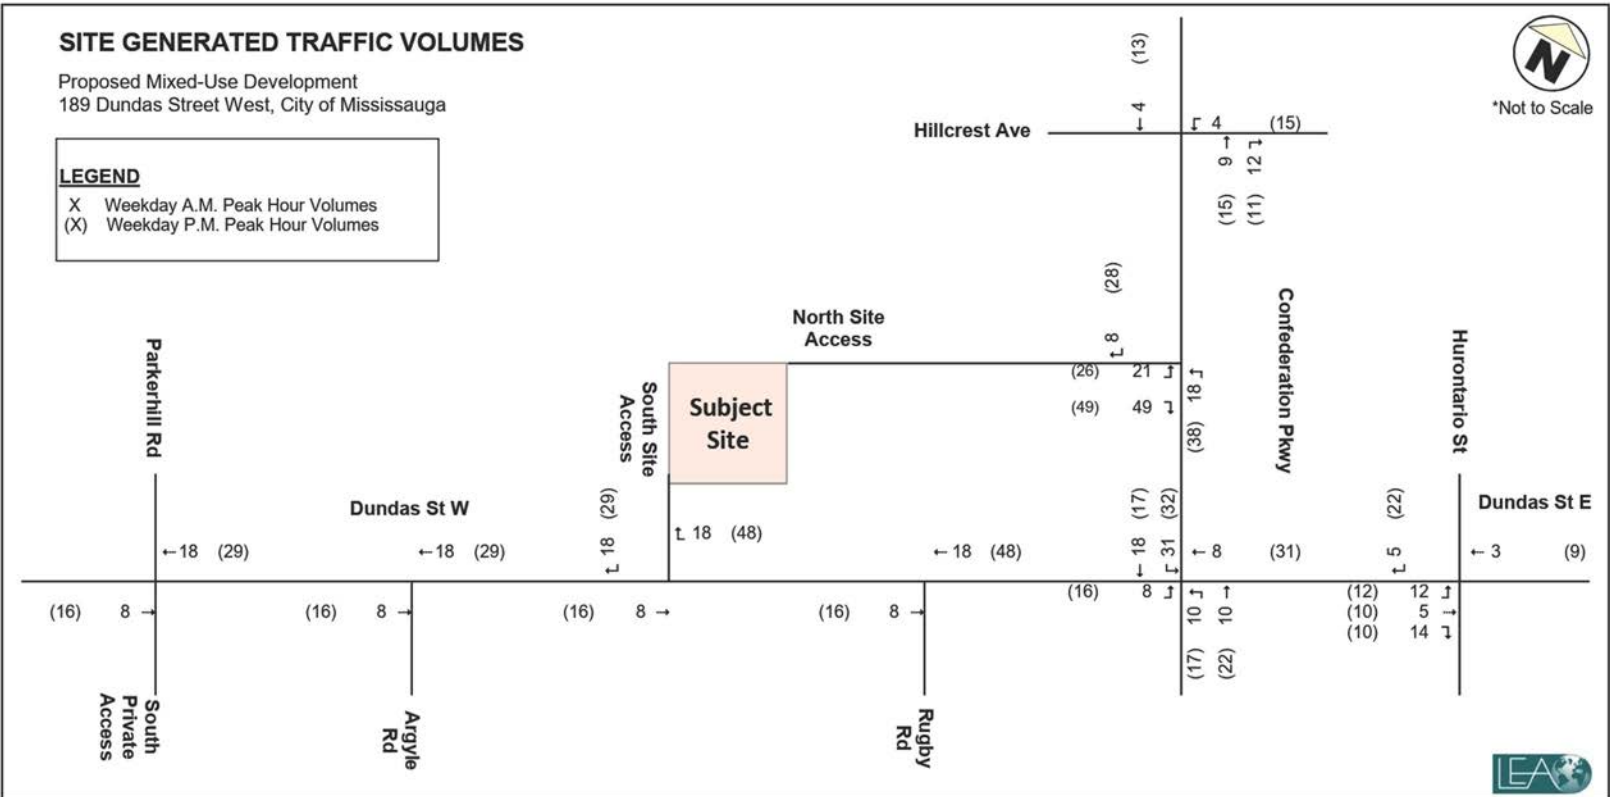 SITE GENERATED TRAFFIC VOLUMES
Proposed Mixed-Use Development
189 Dundas Street West, City of Mississauga
LEGEND
X Weekday A.M. Peak Hour Volumes
(X) Weekday P.M. Peak Hour Volumes
N
*Not to Scale
(13)
4 ↓
Hillcrest Ave
↰ 4 (15)
↑ 9 (15)
↱ 12 (11)
(28)
8 ↲
North Site
Access
(26) 21 ↰
(49) 49 ↴
↰ 18 (38)
Confederation Pkwy
Hurontario St
Parkerhill Rd
South Site
Access
Subject
Site
Dundas St W
Dundas St E
←18 (29)
←18 (29)
(29)
18 ↲
↰ 18 (48)
←18 (48)
(17)
18 ↓
(32)
31 ↳
← 8 (31)
(22)
5 ↲
← 3 (9)
(16) 8 →
(16) 8 →
(16) 8 →
(16) 8 →
(16) 8 ↰
↰ 10 (17)
↑ 10 (22)
(12) 12 ↰
(10) 5 →
(10) 14 ↴
South
Private
Access
Argyle
Rd
Rugby
Rd
LEA